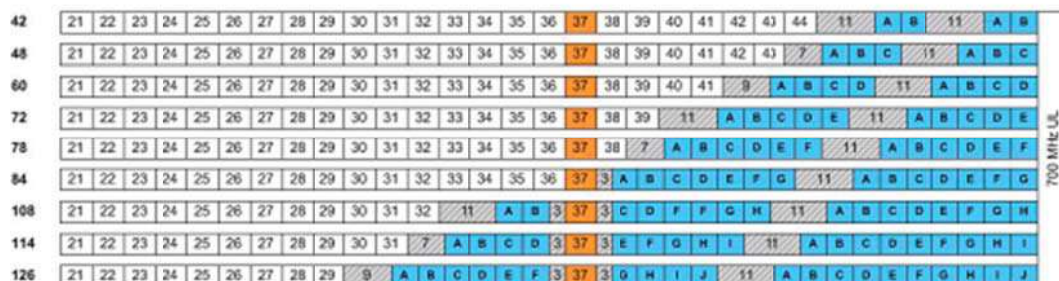 42 21 22 23 24 25 26 27 28 29 30 31 32 33 34 35 36 37 38 39 40 41 42 43 44 11 A B 11 A B
48 21 22 23 24 25 26 27 28 29 30 31 32 33 34 35 36 37 38 39 40 41 42 43 7 A B C 11 A B C
60 21 22 23 24 25 26 27 28 29 30 31 32 33 34 35 36 37 38 39 40 41 9 A B C D 11 A B C D
72 21 22 23 24 25 26 27 28 29 30 31 32 33 34 35 36 37 38 39 11 A B C D E 11 A B C D E
78 21 22 23 24 25 26 27 28 29 30 31 32 33 34 35 36 37 38 7 A B C D E F 11 A B C D E F
84 21 22 23 24 25 26 27 28 29 30 31 32 33 34 35 36 37 3 A B C D E F G 11 A B C D E F G
108 21 22 23 24 25 26 27 28 29 30 31 32 11 A B 3 37 3 C D F F G H 11 A B C D E F G H
114 21 22 23 24 25 26 27 28 29 30 31 7 A B C D 3 37 3 E F G H I 11 A B C D E F G H I
126 21 22 23 24 25 26 27 28 29 9 A B C D E F 3 37 3 G H I J 11 A B C D E F G H I J
700 MHz UL